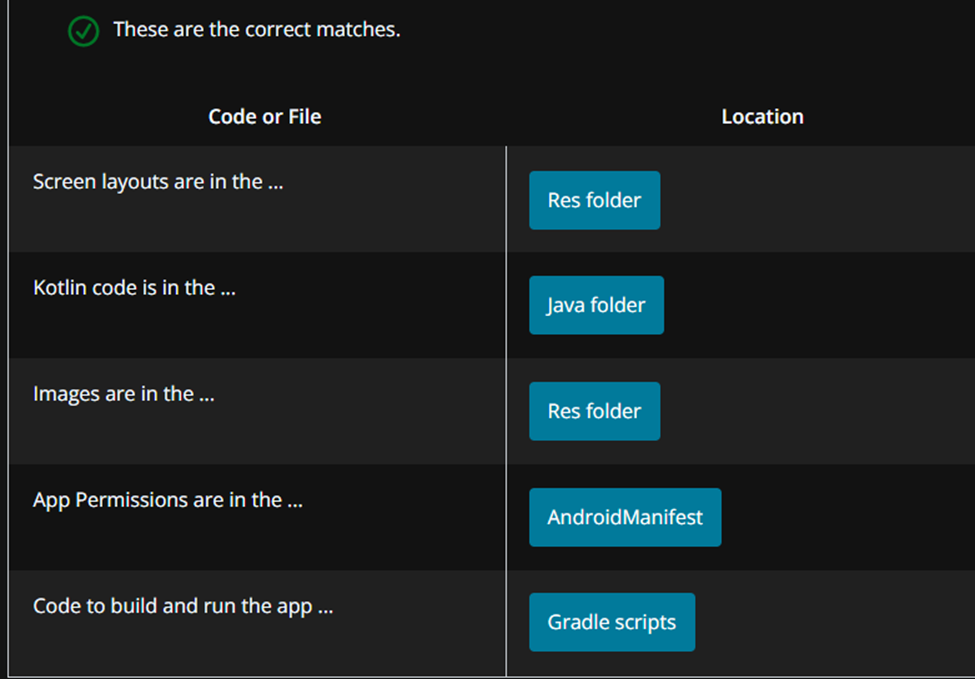 These are the correct matches.
Code or File
Location
Screen layouts are in the ...
Res folder
Kotlin code is in the ...
Java folder
Images are in the ...
Res folder
App Permissions are in the ...
AndroidManifest
Code to build and run the app ...
Gradle scripts